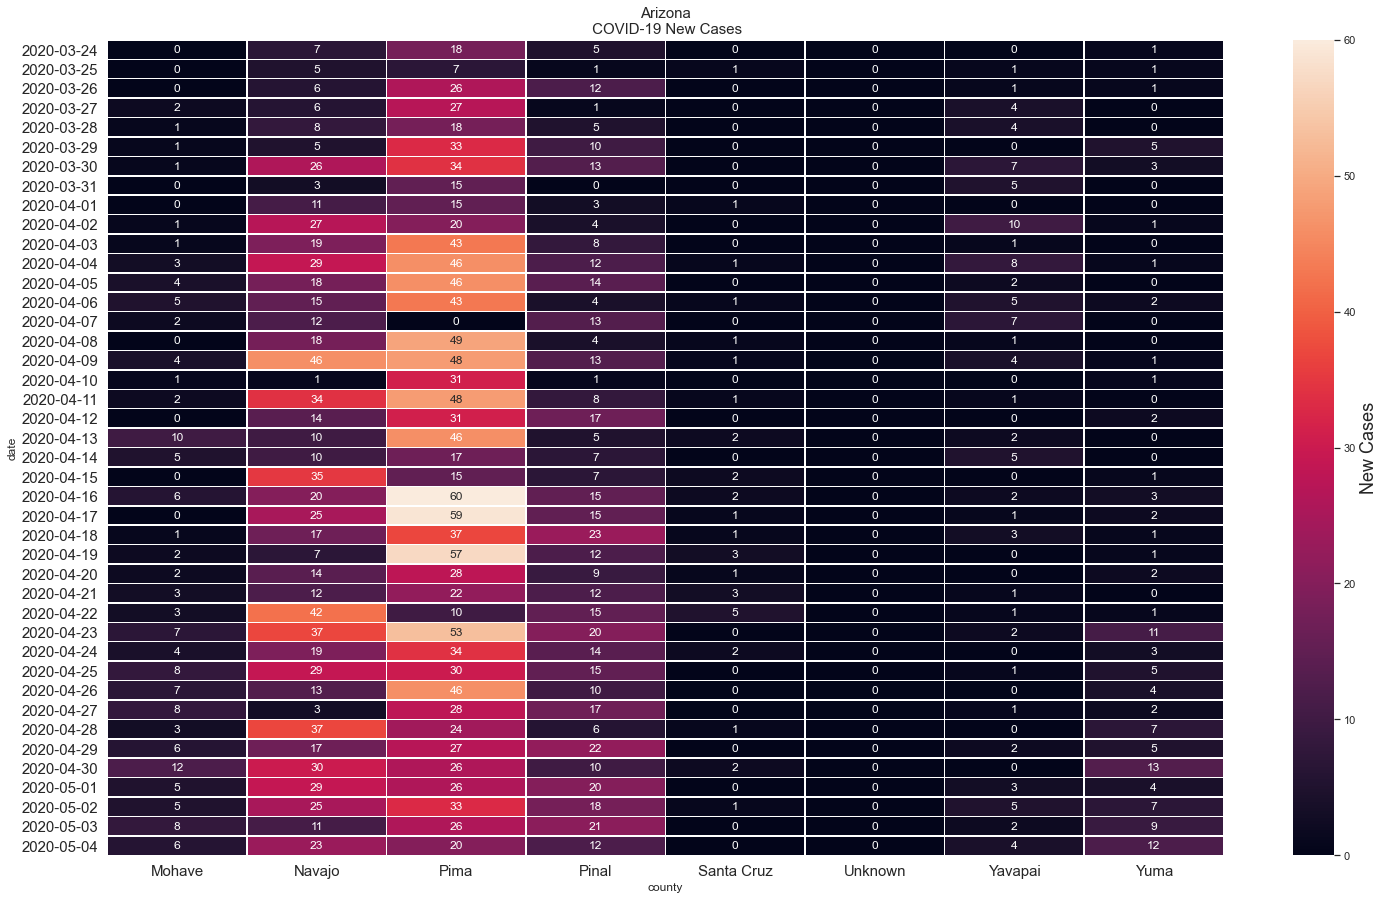 Arizona
COVID-19 New Cases
2020-03-24 0 7 18 5 0 0 0 1
2020-03-25 0 5 7 1 1 0 1 1
2020-03-26 0 6 26 12 0 0 1 1
2020-03-27 2 6 27 1 0 0 4 0
2020-03-28 1 8 18 5 0 0 4 0
2020-03-29 1 5 33 10 0 0 0 5
2020-03-30 1 26 34 13 0 0 7 3
2020-03-31 0 3 15 0 0 0 5 0
2020-04-01 0 11 15 3 1 0 0 0
2020-04-02 1 27 20 4 0 0 10 1
2020-04-03 1 19 43 8 0 0 1 0
2020-04-04 3 29 46 12 1 0 8 1
2020-04-05 4 18 46 14 0 0 2 0
2020-04-06 5 15 43 4 1 0 5 2
2020-04-07 2 12 0 13 0 0 7 0
2020-04-08 0 18 49 4 1 0 1 0
2020-04-09 4 46 48 13 1 0 4 1
2020-04-10 1 1 31 1 0 0 0 1
2020-04-11 2 34 48 8 1 0 1 0
2020-04-12 0 14 31 17 0 0 0 2
2020-04-13 10 10 46 5 2 0 2 0
2020-04-14 5 10 17 7 0 0 5 0
2020-04-15 0 35 15 7 2 0 0 1
2020-04-16 6 20 60 15 2 0 2 3
2020-04-17 0 25 59 15 1 0 1 2
2020-04-18 1 17 37 23 1 0 3 1
2020-04-19 2 7 57 12 3 0 0 1
2020-04-20 2 14 28 9 1 0 0 2
2020-04-21 3 12 22 12 3 0 1 0
2020-04-22 3 42 10 15 5 0 1 1
2020-04-23 7 37 53 20 0 0 2 11
2020-04-24 4 19 34 14 2 0 0 3
2020-04-25 8 29 30 15 0 0 1 5
2020-04-26 7 13 46 10 0 0 0 4
2020-04-27 8 3 28 17 0 0 1 2
2020-04-28 3 37 24 6 1 0 0 7
2020-04-29 6 17 27 22 0 0 2 5
2020-04-30 12 30 26 10 2 0 0 13
2020-05-01 5 29 26 20 0 0 3 4
2020-05-02 5 25 33 18 1 0 5 7
2020-05-03 8 11 26 21 0 0 2 9
2020-05-04 6 23 20 12 0 0 4 12
Mohave Navajo Pima Pinal Santa Cruz Unknown Yavapai Yuma
county
date
60
50
40
30
20
10
0
New Cases